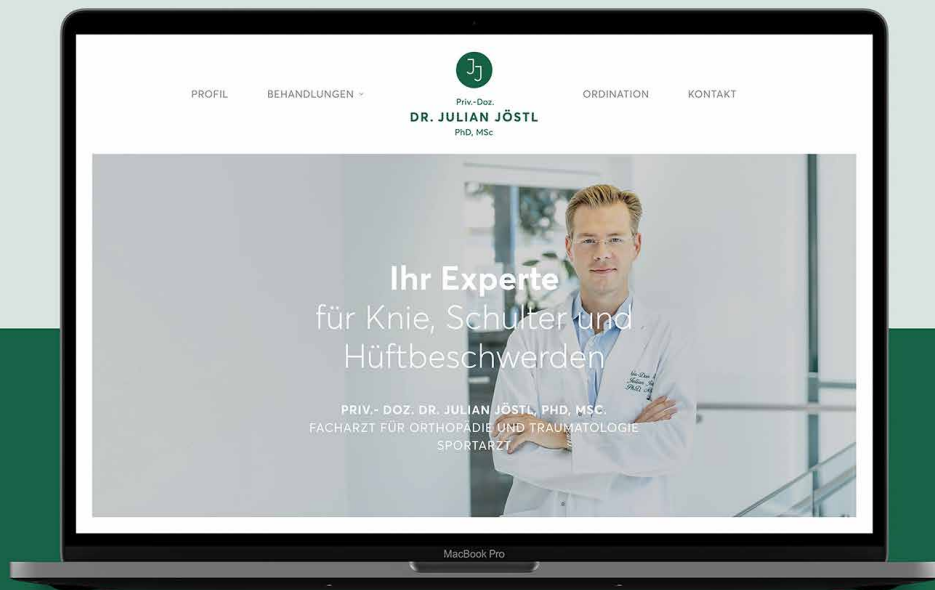 PROFIL
BEHANDLUNGEN
JJ
Priv.-Doz.
DR. JULIAN JÖSTL
PhD, MSc
ORDINATION
KONTAKT
Ihr Experte
für Knie, Schulter und
Hüftbeschwerden
PRIV.- DOZ. DR. JULIAN JÖSTL, PHD, MSC.
FACHARZT FÜR ORTHOPÄDIE UND TRAUMATOLOGIE
SPORTARZT
MacBook Pro